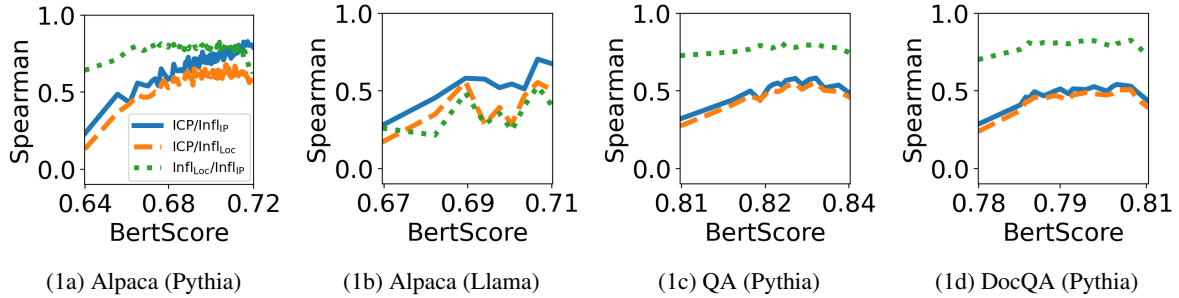 Spearman
1.0
0.5
0.0
ICP/Infl_IP
ICP/Infl_Loc
Infl_Loc/Infl_IP
0.64 0.68 0.72
BertScore
(1a) Alpaca (Pythia)
Spearman
1.0
0.5
0.0
0.67 0.69 0.71
BertScore
(1b) Alpaca (Llama)
Spearman
1.0
0.5
0.0
0.81 0.82 0.84
BertScore
(1c) QA (Pythia)
Spearman
1.0
0.5
0.0
0.78 0.79 0.81
BertScore
(1d) DocQA (Pythia)